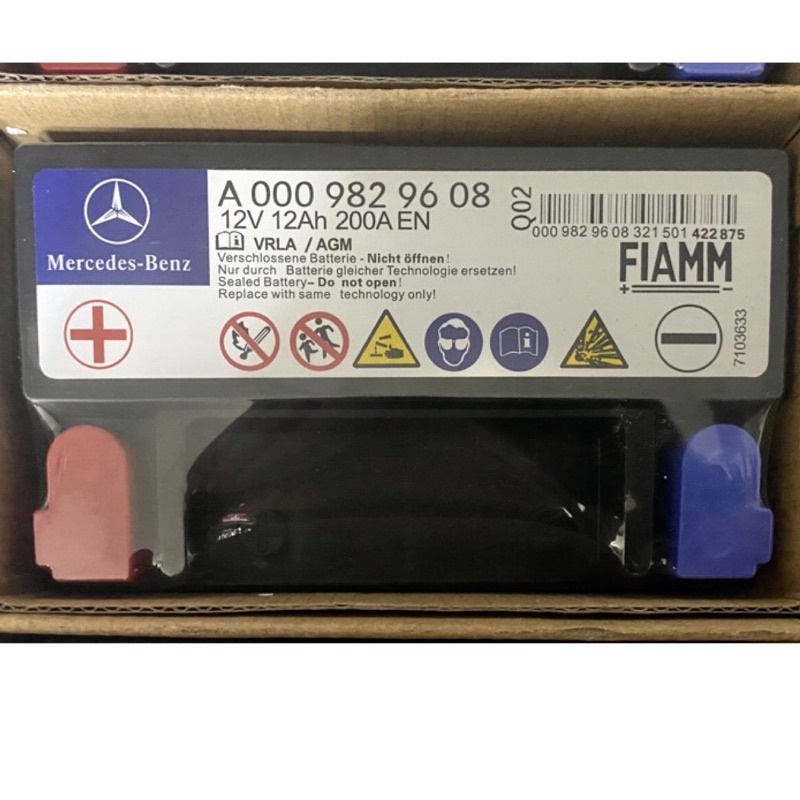 A 000 982 96 08
12V 12Ah 200A EN
VRLA / AGM
Verschlossene Batterie - Nicht öffnen!
Nur durch Batterie gleicher Technologie ersetzen!
Sealed Battery- Do not open!
Replace with same technology only!
Mercedes-Benz
Q02
000 982 96 08 321 501 422 875
FIAMM
+ -
7103633